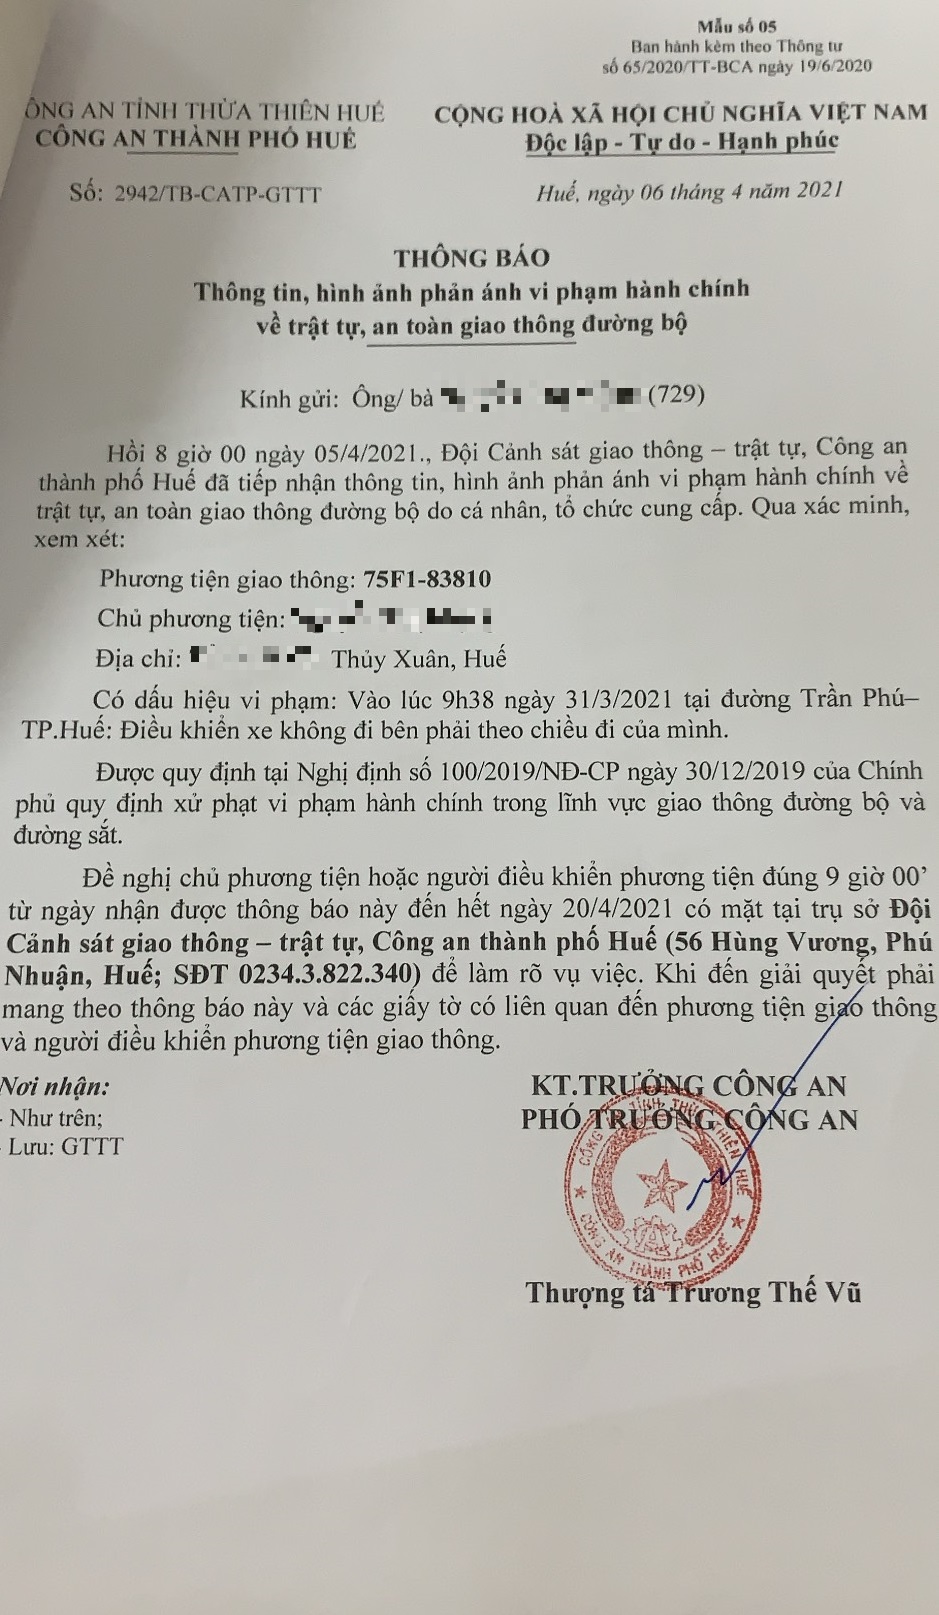 Mẫu số 05
Ban hành kèm theo Thông tư
số 65/2020/TT-BCA ngày 19/6/2020
ÔNG AN TỈNH THỪA THIÊN HUẾ
CÔNG AN THÀNH PHỐ HUẾ
CỘNG HOÀ XÃ HỘI CHỦ NGHĨA VIỆT NAM
Độc lập - Tự do - Hạnh phúc
Số: 2942/TB-CATP-GTTT
Huế, ngày 06 tháng 4 năm 2021
THÔNG BÁO
Thông tin, hình ảnh phản ánh vi phạm hành chính
về trật tự, an toàn giao thông đường bộ
Kính gửi: Ông/ bà (729)
Hồi 8 giờ 00 ngày 05/4/2021., Đội Cảnh sát giao thông – trật tự, Công an
thành phố Huế đã tiếp nhận thông tin, hình ảnh phản ánh vi phạm hành chính về
trật tự, an toàn giao thông đường bộ do cá nhân, tổ chức cung cấp. Qua xác minh,
xem xét:
Phương tiện giao thông: 75F1-83810
Chủ phương tiện:
Địa chỉ: Thủy Xuân, Huế
Có dấu hiệu vi phạm: Vào lúc 9h38 ngày 31/3/2021 tại đường Trần Phú–
TP.Huế: Điều khiển xe không đi bên phải theo chiều đi của mình.
Được quy định tại Nghị định số 100/2019/NĐ-CP ngày 30/12/2019 của Chính
phủ quy định xử phạt vi phạm hành chính trong lĩnh vực giao thông đường bộ và
đường sắt.
Đề nghị chủ phương tiện hoặc người điều khiển phương tiện đúng 9 giờ 00’
từ ngày nhận được thông báo này đến hết ngày 20/4/2021 có mặt tại trụ sở Đội
Cảnh sát giao thông – trật tự, Công an thành phố Huế (56 Hùng Vương, Phú
Nhuận, Huế; SĐT 0234.3.822.340) để làm rõ vụ việc. Khi đến giải quyết phải
mang theo thông báo này và các giấy tờ có liên quan đến phương tiện giao thông
và người điều khiển phương tiện giao thông.
Nơi nhận:
- Như trên;
- Lưu: GTTT
KT.TRƯỞNG CÔNG AN
PHÓ TRƯỞNG CÔNG AN
CÔNG AN TỈNH THỪA THIÊN HUẾ
CÔNG AN THÀNH PHỐ HUẾ
Thượng tá Trương Thế Vũ